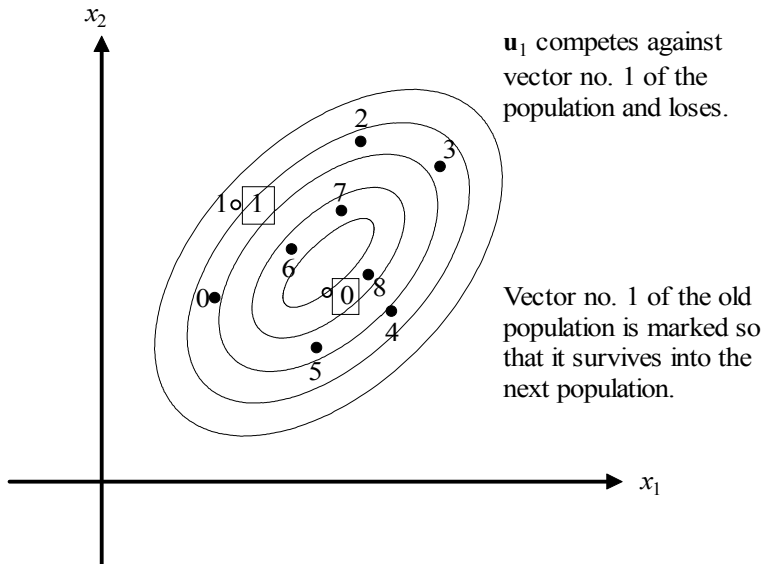 x2
u1 competes against
vector no. 1 of the
population and loses.
2
3
1 1
7
6
0
0
8
4
5
Vector no. 1 of the old
population is marked so
that it survives into the
next population.
x1